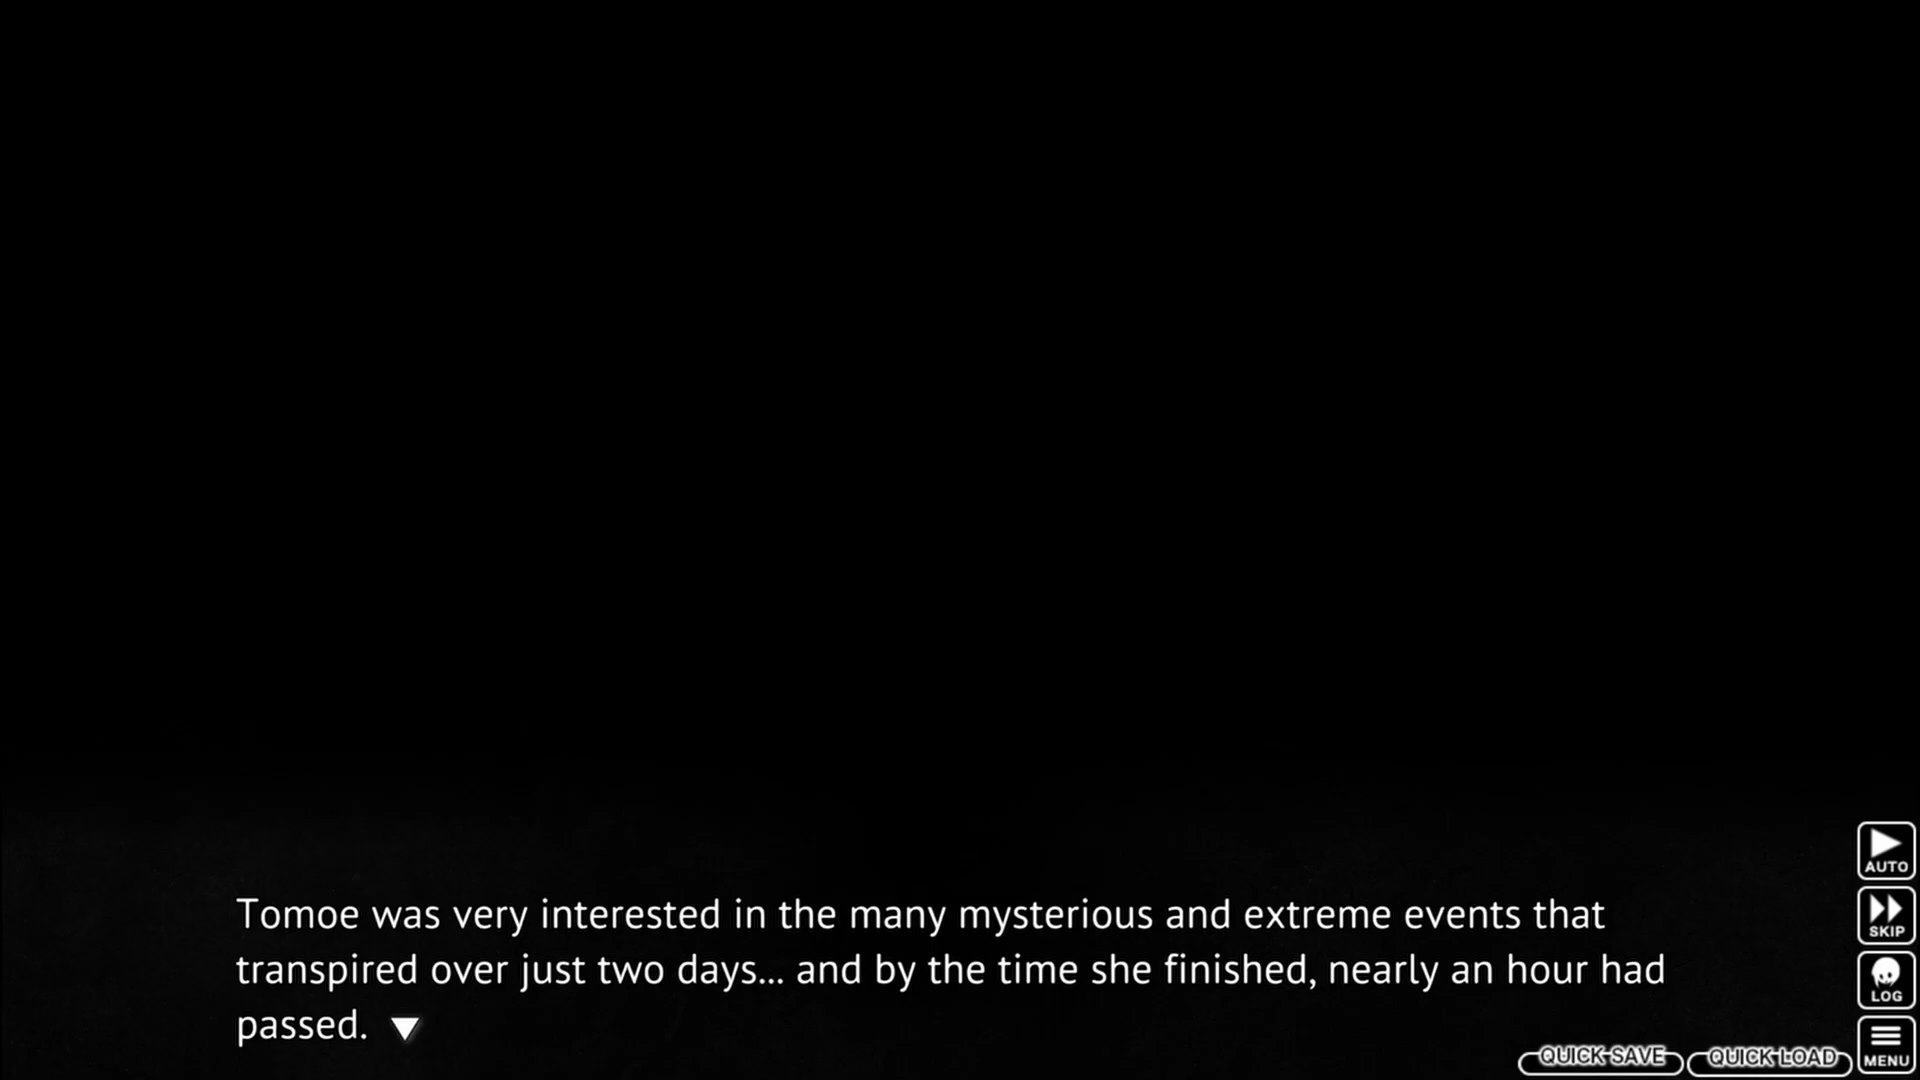 Tomoe was very interested in the many mysterious and extreme events that
transpired over just two days... and by the time she finished, nearly an hour had
passed.
AUTO
SKIP
LOG
MENU
QUICK SAVE
QUICK LOAD